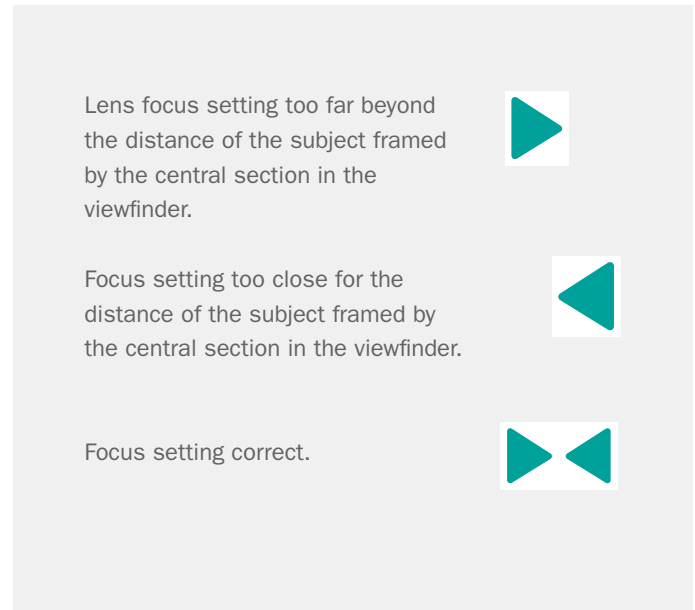 Lens focus setting too far beyond
the distance of the subject framed
by the central section in the
viewfinder.
Focus setting too close for the
distance of the subject framed by
the central section in the viewfinder.
Focus setting correct.